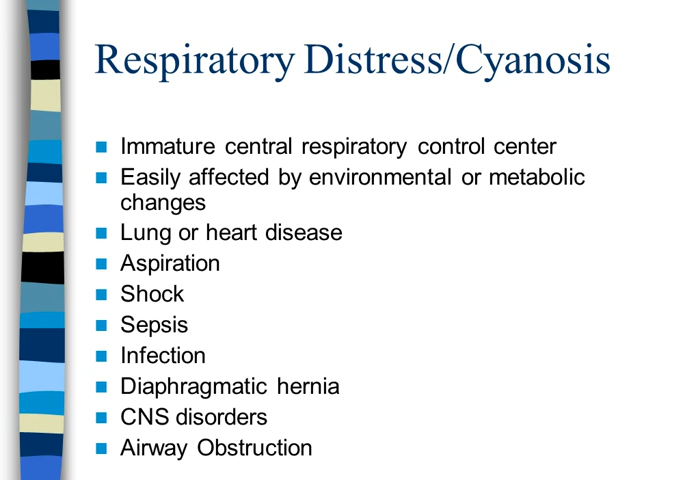 Respiratory Distress/Cyanosis
Immature central respiratory control center
Easily affected by environmental or metabolic
changes
Lung or heart disease
Aspiration
Shock
Sepsis
Infection
Diaphragmatic hernia
CNS disorders
Airway Obstruction